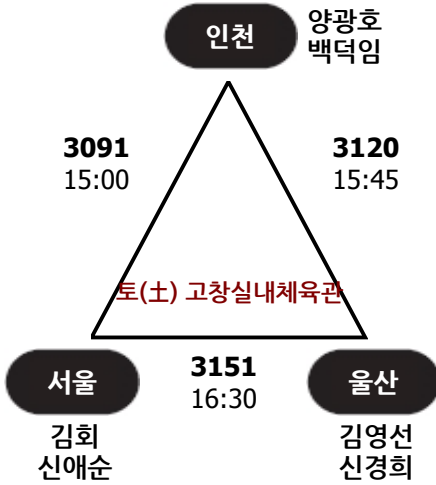 인천
양광호
백덕임
3091
15:00
3120
15:45
토(土) 고창실내체육관
서울
3151
16:30
울산
김회
신애순
김영선
신경희